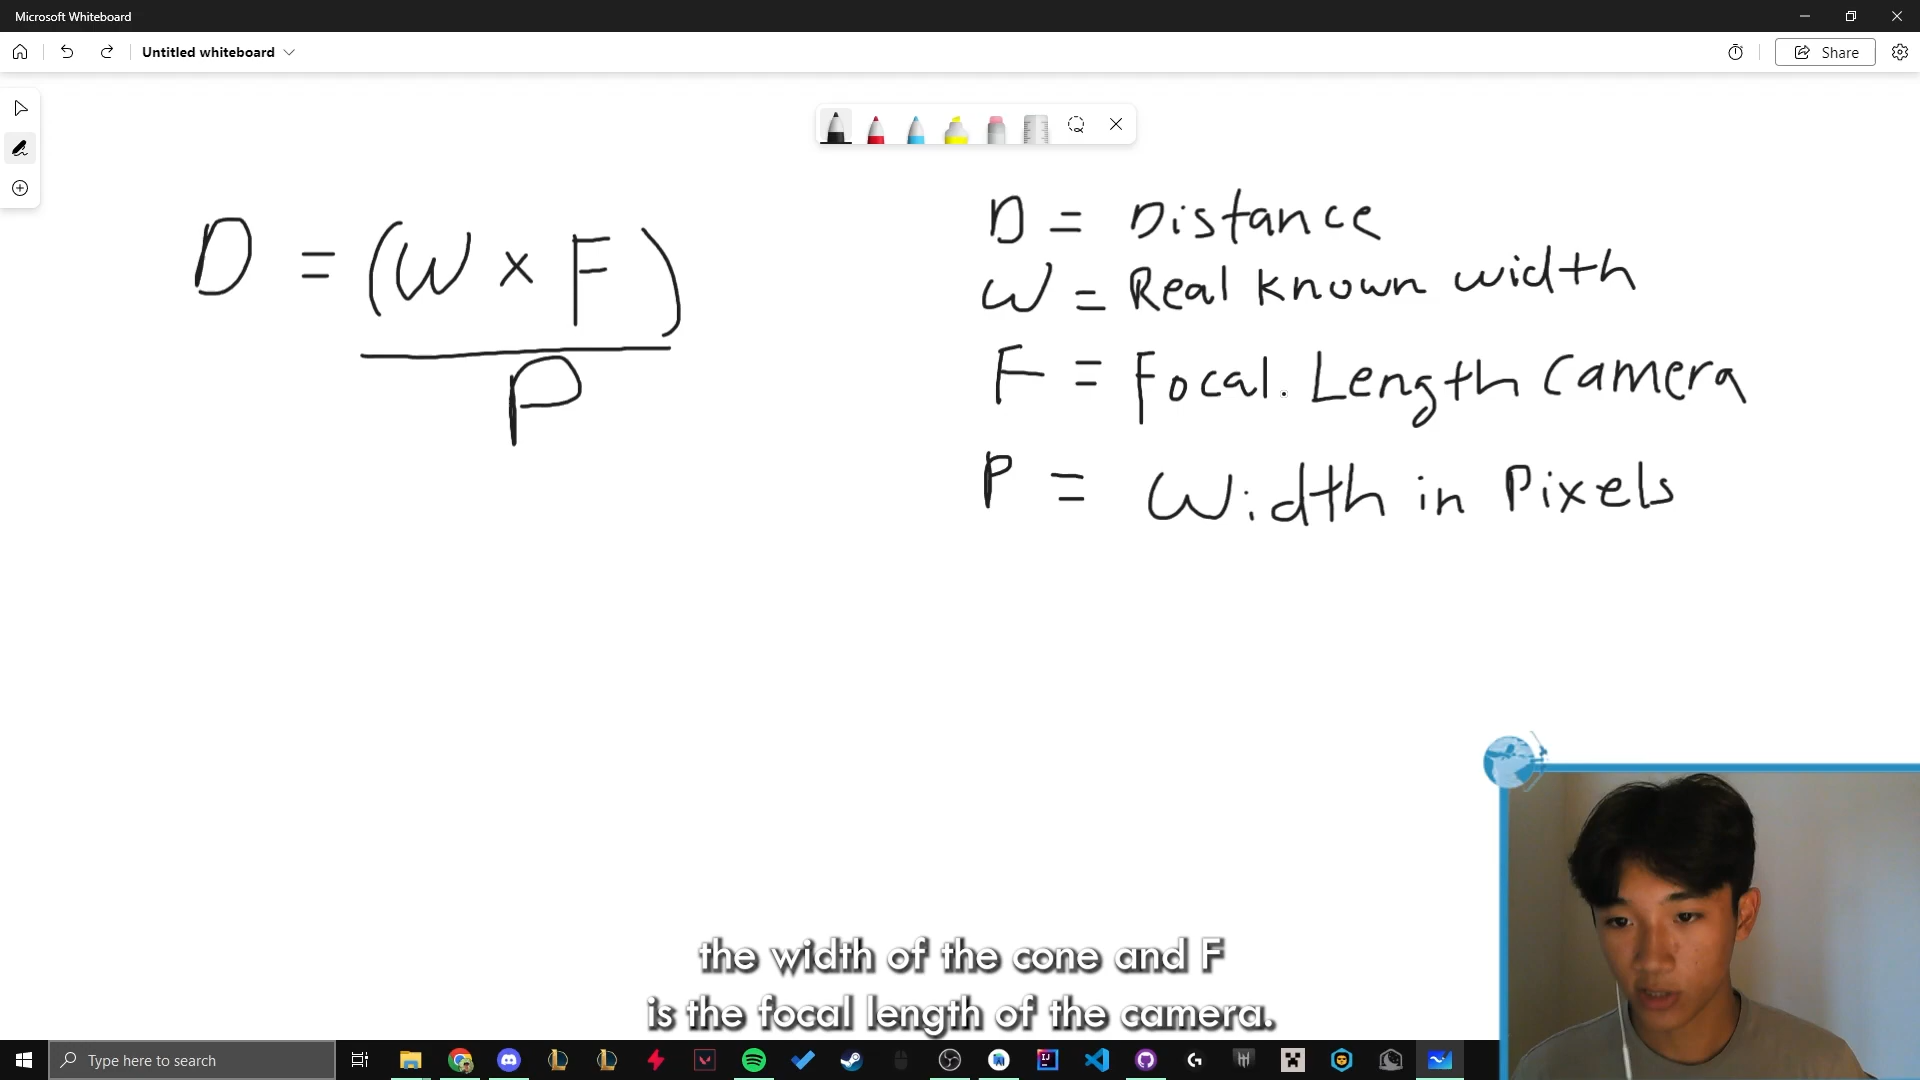 Microsoft Whiteboard
Untitled whiteboard
Share
D = (W x F)
P
D = Distance
W = Real known width
F = Focal Length Camera
P = Width in Pixels
the width of the cone and F
is the focal length of the camera.
Type here to search